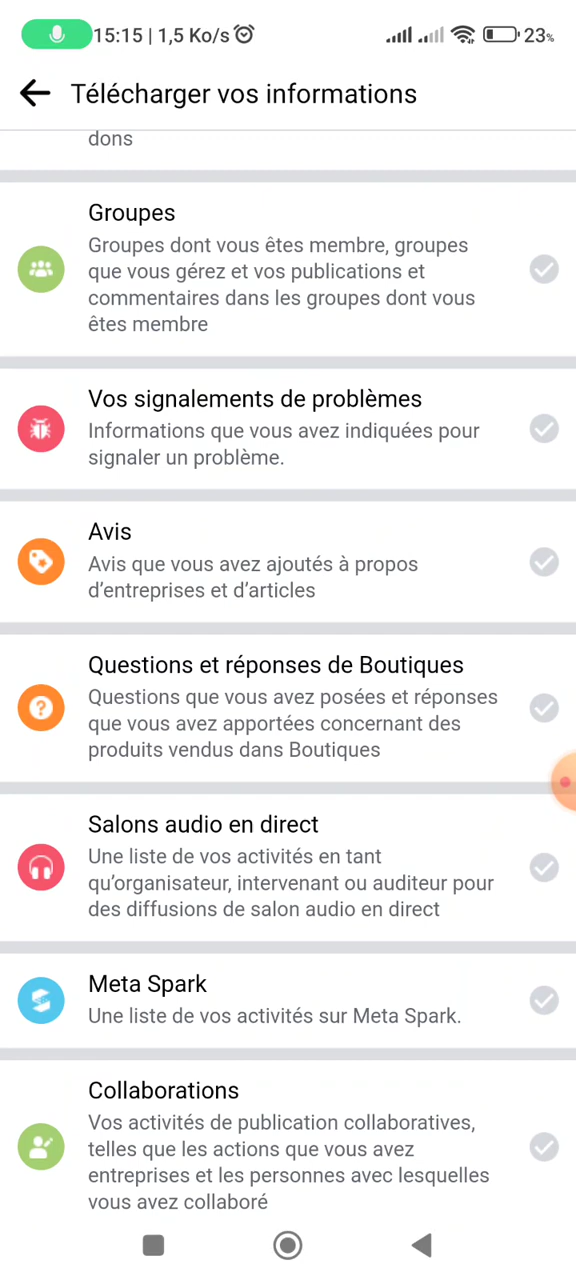 15:15 | 1,5 Ko/s 23%
Télécharger vos informations
dons
Groupes
Groupes dont vous êtes membre, groupes
que vous gérez et vos publications et
commentaires dans les groupes dont vous
êtes membre
Vos signalements de problèmes
Informations que vous avez indiquées pour
signaler un problème.
Avis
Avis que vous avez ajoutés à propos
d’entreprises et d’articles
Questions et réponses de Boutiques
Questions que vous avez posées et réponses
que vous avez apportées concernant des
produits vendus dans Boutiques
Salons audio en direct
Une liste de vos activités en tant
qu’organisateur, intervenant ou auditeur pour
des diffusions de salon audio en direct
Meta Spark
Une liste de vos activités sur Meta Spark.
Collaborations
Vos activités de publication collaboratives,
telles que les actions que vous avez
entreprises et les personnes avec lesquelles
vous avez collaboré